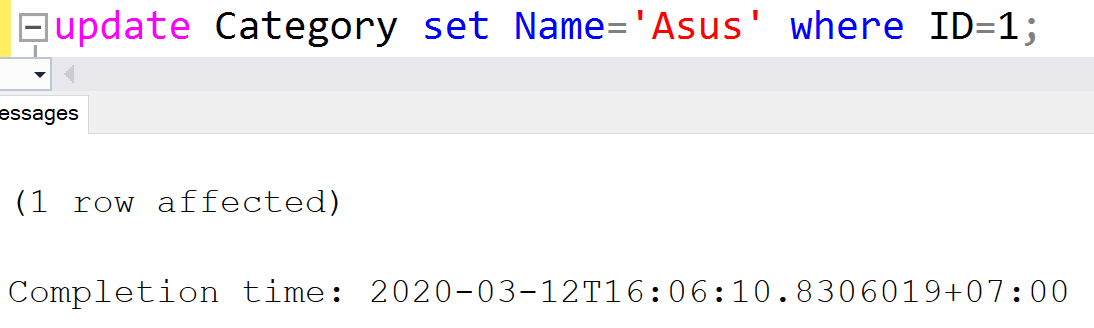 update Category set Name='Asus' where ID=1;
essages
(1 row affected)
Completion time: 2020-03-12T16:06:10.8306019+07:00